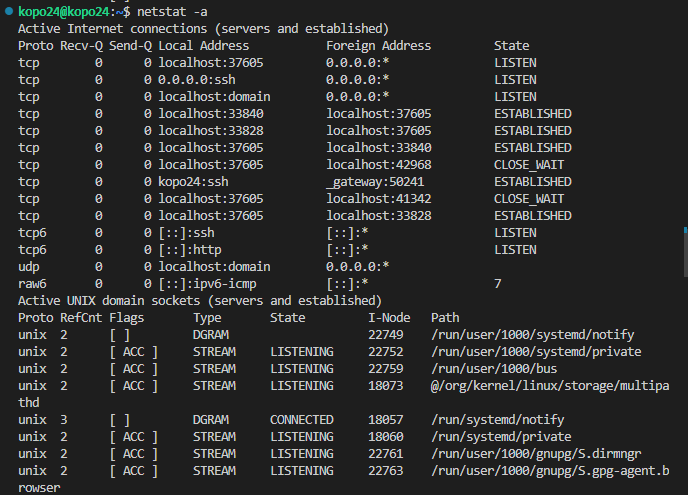 kopo24@kopo24:~$ netstat -a
Active Internet connections (servers and established)
Proto Recv-Q Send-Q Local Address           Foreign Address         State
tcp        0      0 localhost:37605         0.0.0.0:*               LISTEN
tcp        0      0 0.0.0.0:ssh             0.0.0.0:*               LISTEN
tcp        0      0 localhost:domain        0.0.0.0:*               LISTEN
tcp        0      0 localhost:33840         localhost:37605         ESTABLISHED
tcp        0      0 localhost:33828         localhost:37605         ESTABLISHED
tcp        0      0 localhost:37605         localhost:33840         ESTABLISHED
tcp        0      0 localhost:37605         localhost:42968         CLOSE_WAIT
tcp        0      0 kopo24:ssh              _gateway:50241          ESTABLISHED
tcp        0      0 localhost:37605         localhost:41342         CLOSE_WAIT
tcp        0      0 localhost:37605         localhost:33828         ESTABLISHED
tcp6       0      0 [::]:ssh                [::]:*                  LISTEN
tcp6       0      0 [::]:http               [::]:*                  LISTEN
udp        0      0 localhost:domain        0.0.0.0:*
raw6       0      0 [::]:ipv6-icmp          [::]:*                  7
Active UNIX domain sockets (servers and established)
Proto RefCnt Flags       Type       State         I-Node   Path
unix  2      [ ]         DGRAM                    22749    /run/user/1000/systemd/notify
unix  2      [ ACC ]     STREAM     LISTENING     22752    /run/user/1000/systemd/private
unix  2      [ ACC ]     STREAM     LISTENING     22759    /run/user/1000/bus
unix  2      [ ACC ]     STREAM     LISTENING     18073    @/org/kernel/linux/storage/multipa
thd
unix  3      [ ]         DGRAM      CONNECTED     18057    /run/systemd/notify
unix  2      [ ACC ]     STREAM     LISTENING     18060    /run/systemd/private
unix  2      [ ACC ]     STREAM     LISTENING     22761    /run/user/1000/gnupg/S.dirmngr
unix  2      [ ACC ]     STREAM     LISTENING     22763    /run/user/1000/gnupg/S.gpg-agent.b
rowser